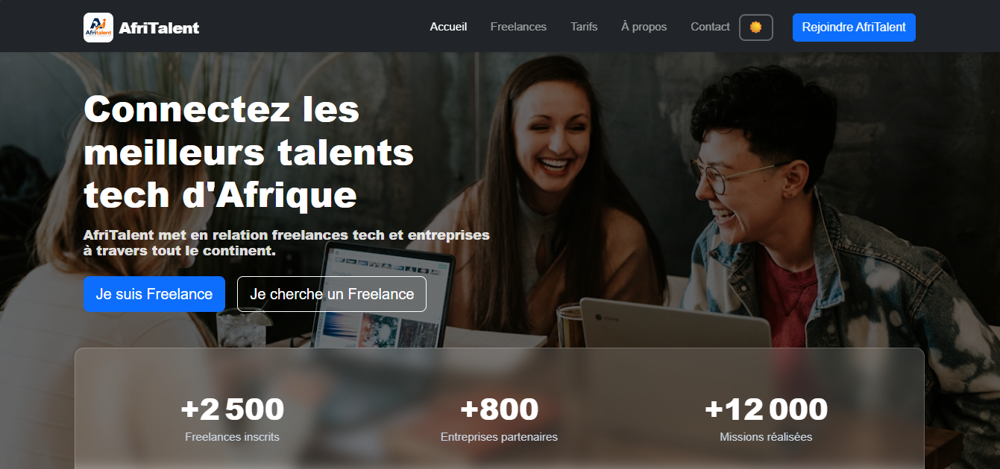 Afritalent
AfriTalent
Accueil
Freelances
Tarifs
À propos
Contact
Rejoindre AfriTalent
Connectez les
meilleurs talents
tech d'Afrique
AfriTalent met en relation freelances tech et entreprises
à travers tout le continent.
Je suis Freelance
Je cherche un Freelance
+2 500
Freelances inscrits
+800
Entreprises partenaires
+12 000
Missions réalisées